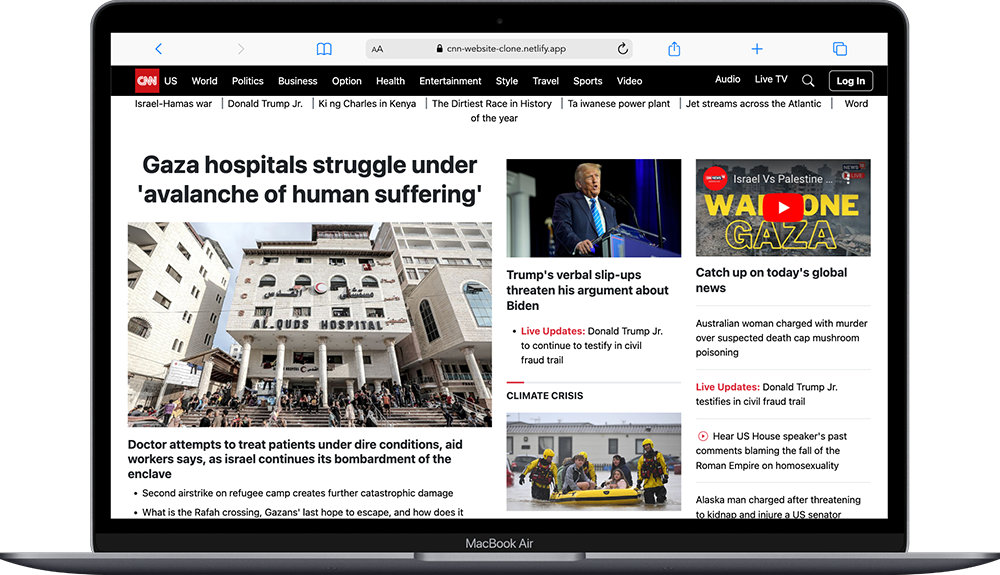 AA cnn-website-clone.netlify.app
CNN US World Politics Business Option Health Entertainment Style Travel Sports Video Audio Live TV Log In
Israel-Hamas war | Donald Trump Jr. | Ki ng Charles in Kenya | The Dirtiest Race in History | Ta iwanese power plant | Jet streams across the Atlantic | Word
of the year
Gaza hospitals struggle under
'avalanche of human suffering'
مستشفى القدس
AL.QUDS HOSPITAL
Doctor attempts to treat patients under dire conditions, aid
workers says, as israel continues its bombardment of the
enclave
• Second airstrike on refugee camp creates further catastrophic damage
• What is the Rafah crossing, Gazans' last hope to escape, and how does it
Trump's verbal slip-ups
threaten his argument about
Biden
• Live Updates: Donald Trump Jr.
to continue to testify in civil
fraud trail
CLIMATE CRISIS
Israel Vs Palestine ...
NEWS
LIVE
GAZA
Catch up on today's global
news
Australian woman charged with murder
over suspected death cap mushroom
poisoning
Live Updates: Donald Trump Jr.
testifies in civil fraud trail
Hear US House speaker's past
comments blaming the fall of the
Roman Empire on homosexuality
Alaska man charged after threatening
to kidnap and injure a US senator
MacBook Air